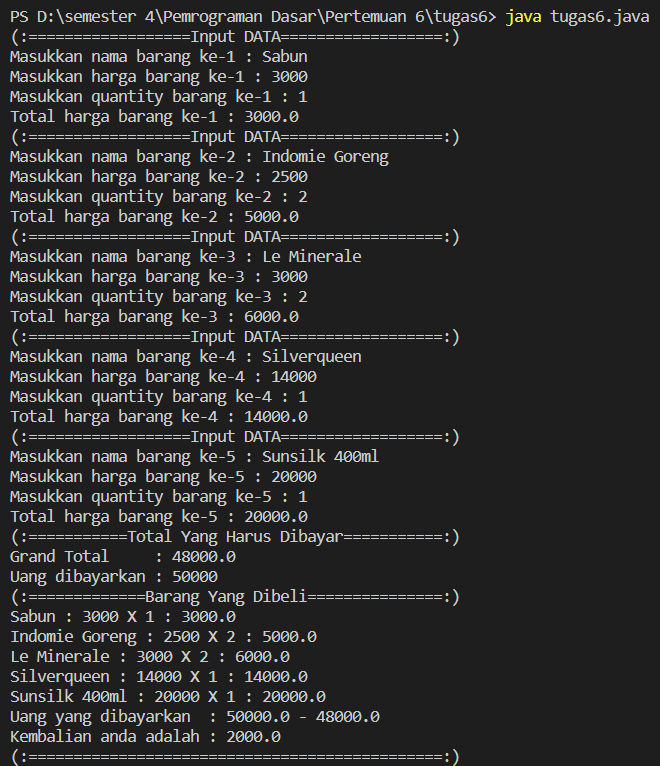 PS D:\semester 4\Pemrograman Dasar\Pertemuan 6\tugas6> java tugas6.java
(:==================Input DATA==================:)
Masukkan nama barang ke-1 : Sabun
Masukkan harga barang ke-1 : 3000
Masukkan quantity barang ke-1 : 1
Total harga barang ke-1 : 3000.0
(:==================Input DATA==================:)
Masukkan nama barang ke-2 : Indomie Goreng
Masukkan harga barang ke-2 : 2500
Masukkan quantity barang ke-2 : 2
Total harga barang ke-2 : 5000.0
(:==================Input DATA==================:)
Masukkan nama barang ke-3 : Le Minerale
Masukkan harga barang ke-3 : 3000
Masukkan quantity barang ke-3 : 2
Total harga barang ke-3 : 6000.0
(:==================Input DATA==================:)
Masukkan nama barang ke-4 : Silverqueen
Masukkan harga barang ke-4 : 14000
Masukkan quantity barang ke-4 : 1
Total harga barang ke-4 : 14000.0
(:==================Input DATA==================:)
Masukkan nama barang ke-5 : Sunsilk 400ml
Masukkan harga barang ke-5 : 20000
Masukkan quantity barang ke-5 : 1
Total harga barang ke-5 : 20000.0
(:===========Total Yang Harus Dibayar===========:)
Grand Total     : 48000.0
Uang dibayarkan : 50000
(:=============Barang Yang Dibeli===============:)
Sabun : 3000 X 1 : 3000.0
Indomie Goreng : 2500 X 2 : 5000.0
Le Minerale : 3000 X 2 : 6000.0
Silverqueen : 14000 X 1 : 14000.0
Sunsilk 400ml : 20000 X 1 : 20000.0
Uang yang dibayarkan  : 50000.0 - 48000.0
Kembalian anda adalah : 2000.0
(:==============================================:)